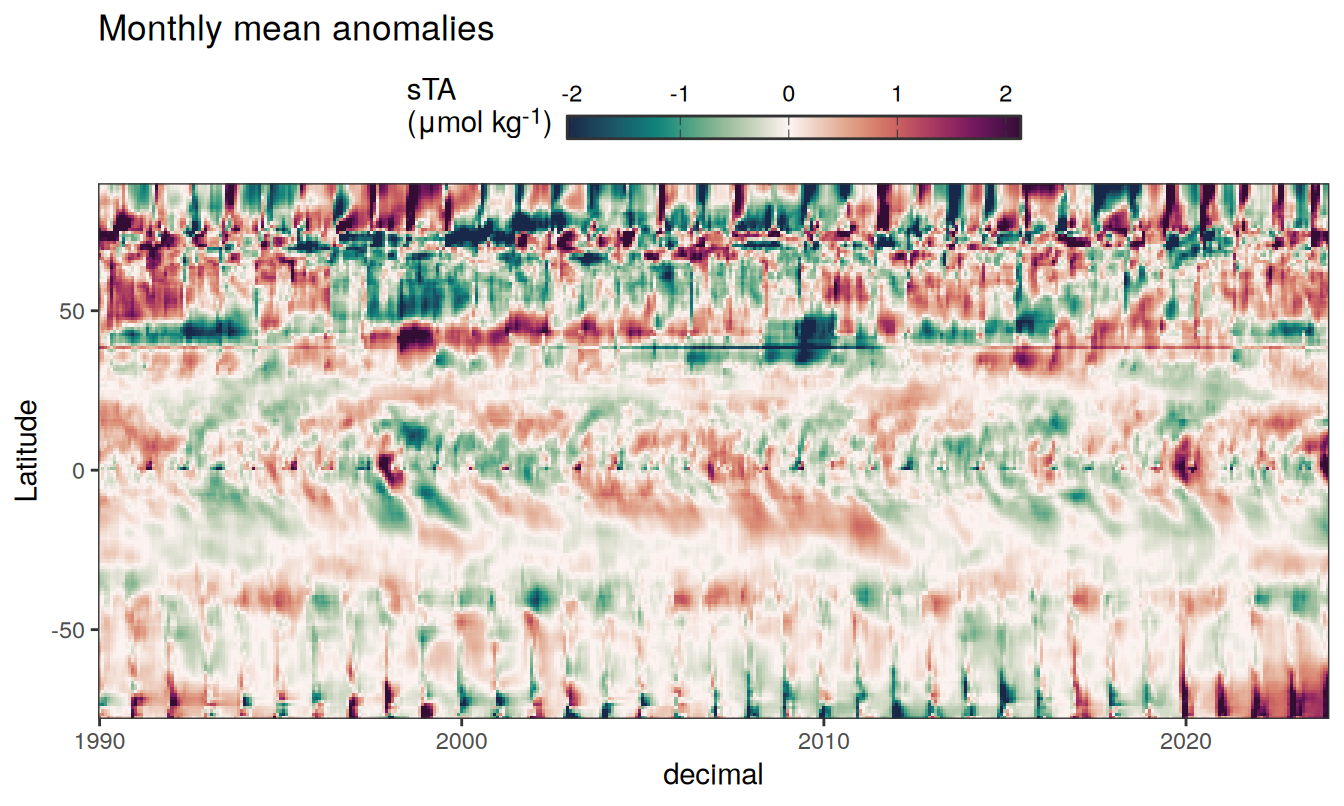 Monthly mean anomalies
sTA
(µmol kg⁻¹)
-2 -1 0 1 2
Latitude
50
0
-50
1990 2000 2010 2020
decimal